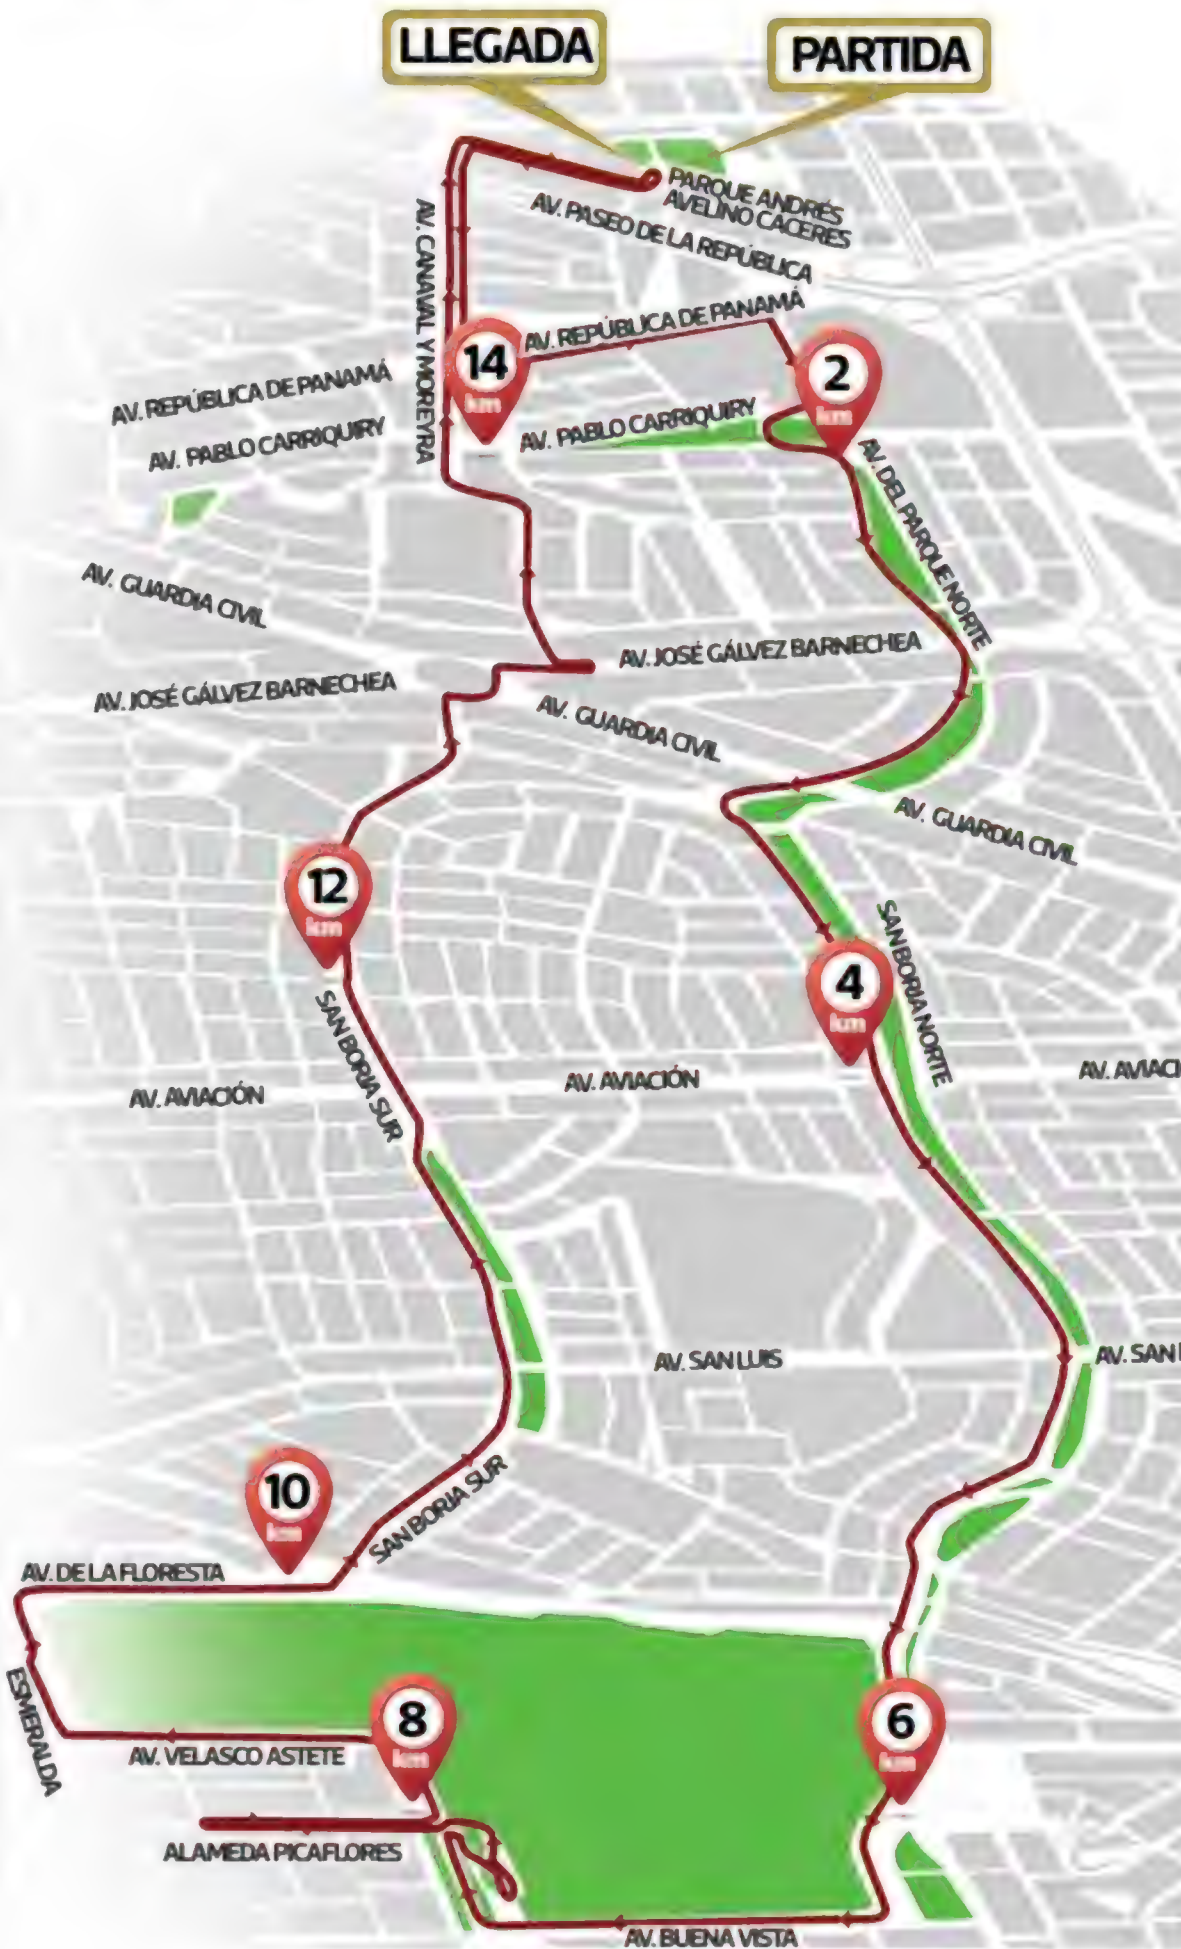 LLEGADA
PARTIDA
PARQUE ANDRÉS
AVELINO CÁCERES
AV. PASEO DE LA REPÚBLICA
AV. CANAVAL Y MOREYRA
AV. REPÚBLICA DE PANAMÁ
14
km
2
km
AV. REPÚBLICA DE PANAMÁ
AV. PABLO CARRIQUIRY
AV. PABLO CARRIQUIRY
AV. DEL PARQUE NORTE
AV. GUARDIA CIVIL
AV. JOSÉ GÁLVEZ BARNECHEA
AV. JOSÉ GÁLVEZ BARNECHEA
AV. GUARDIA CIVIL
AV. GUARDIA CIVIL
12
km
SAN BORJA NORTE
4
km
SAN BORJA SUR
AV. AVIACIÓN
AV. AVIACIÓN
AV. AVIACI
AV. SAN LUIS
AV. SAN L
10
km
SAN BORJA SUR
AV. DE LA FLORESTA
ESMERALDA
8
km
6
km
AV. VELASCO ASTETE
ALAMEDA PICAFLORES
AV. BUENA VISTA